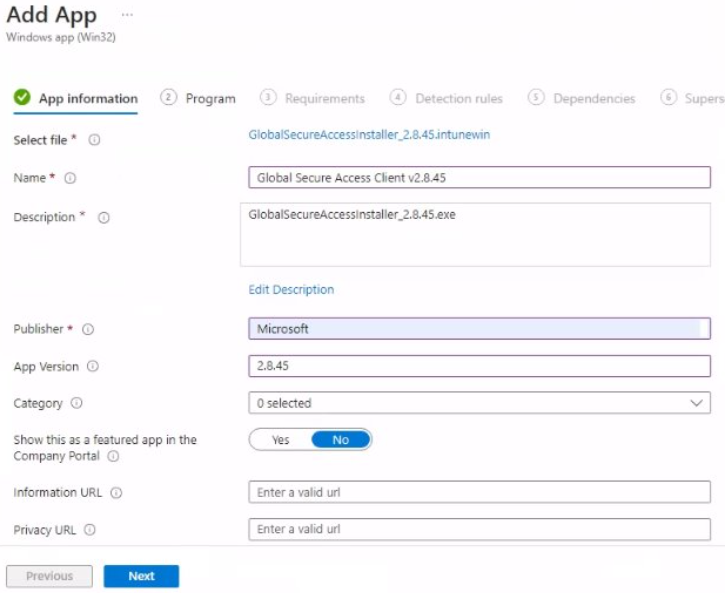 Add App ...
Windows app (Win32)
App information 2 Program 3 Requirements 4 Detection rules 5 Dependencies 6 Supers
Select file * GlobalSecureAccessInstaller_2.8.45.intunewin
Name * Global Secure Access Client v2.8.45
Description * GlobalSecureAccessInstaller_2.8.45.exe
Edit Description
Publisher * Microsoft
App Version 2.8.45
Category 0 selected
Show this as a featured app in the Yes No
Company Portal
Information URL Enter a valid url
Privacy URL Enter a valid url
Previous Next